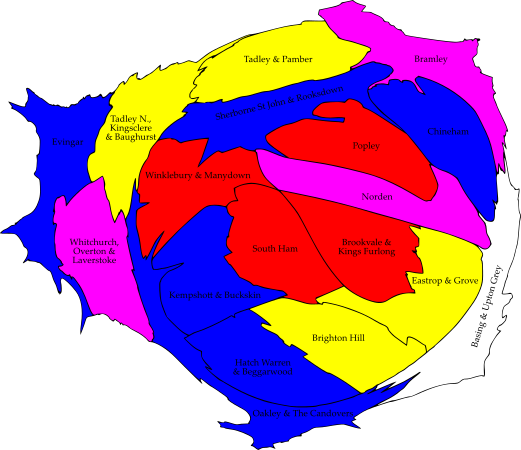 Tadley & Pamber
Bramley
Sherborne St John & Rooksdown
Tadley N.,
Kingsclere
& Baughurst
Chineham
Evingar
Popley
Winklebury & Manydown
Norden
Whitchurch,
Overton &
Laverstoke
South Ham
Brookvale &
Kings Furlong
Eastrop & Grove
Basing & Upton Grey
Kempshott & Buckskin
Brighton Hill
Hatch Warren
& Beggarwood
Oakley & The Candovers